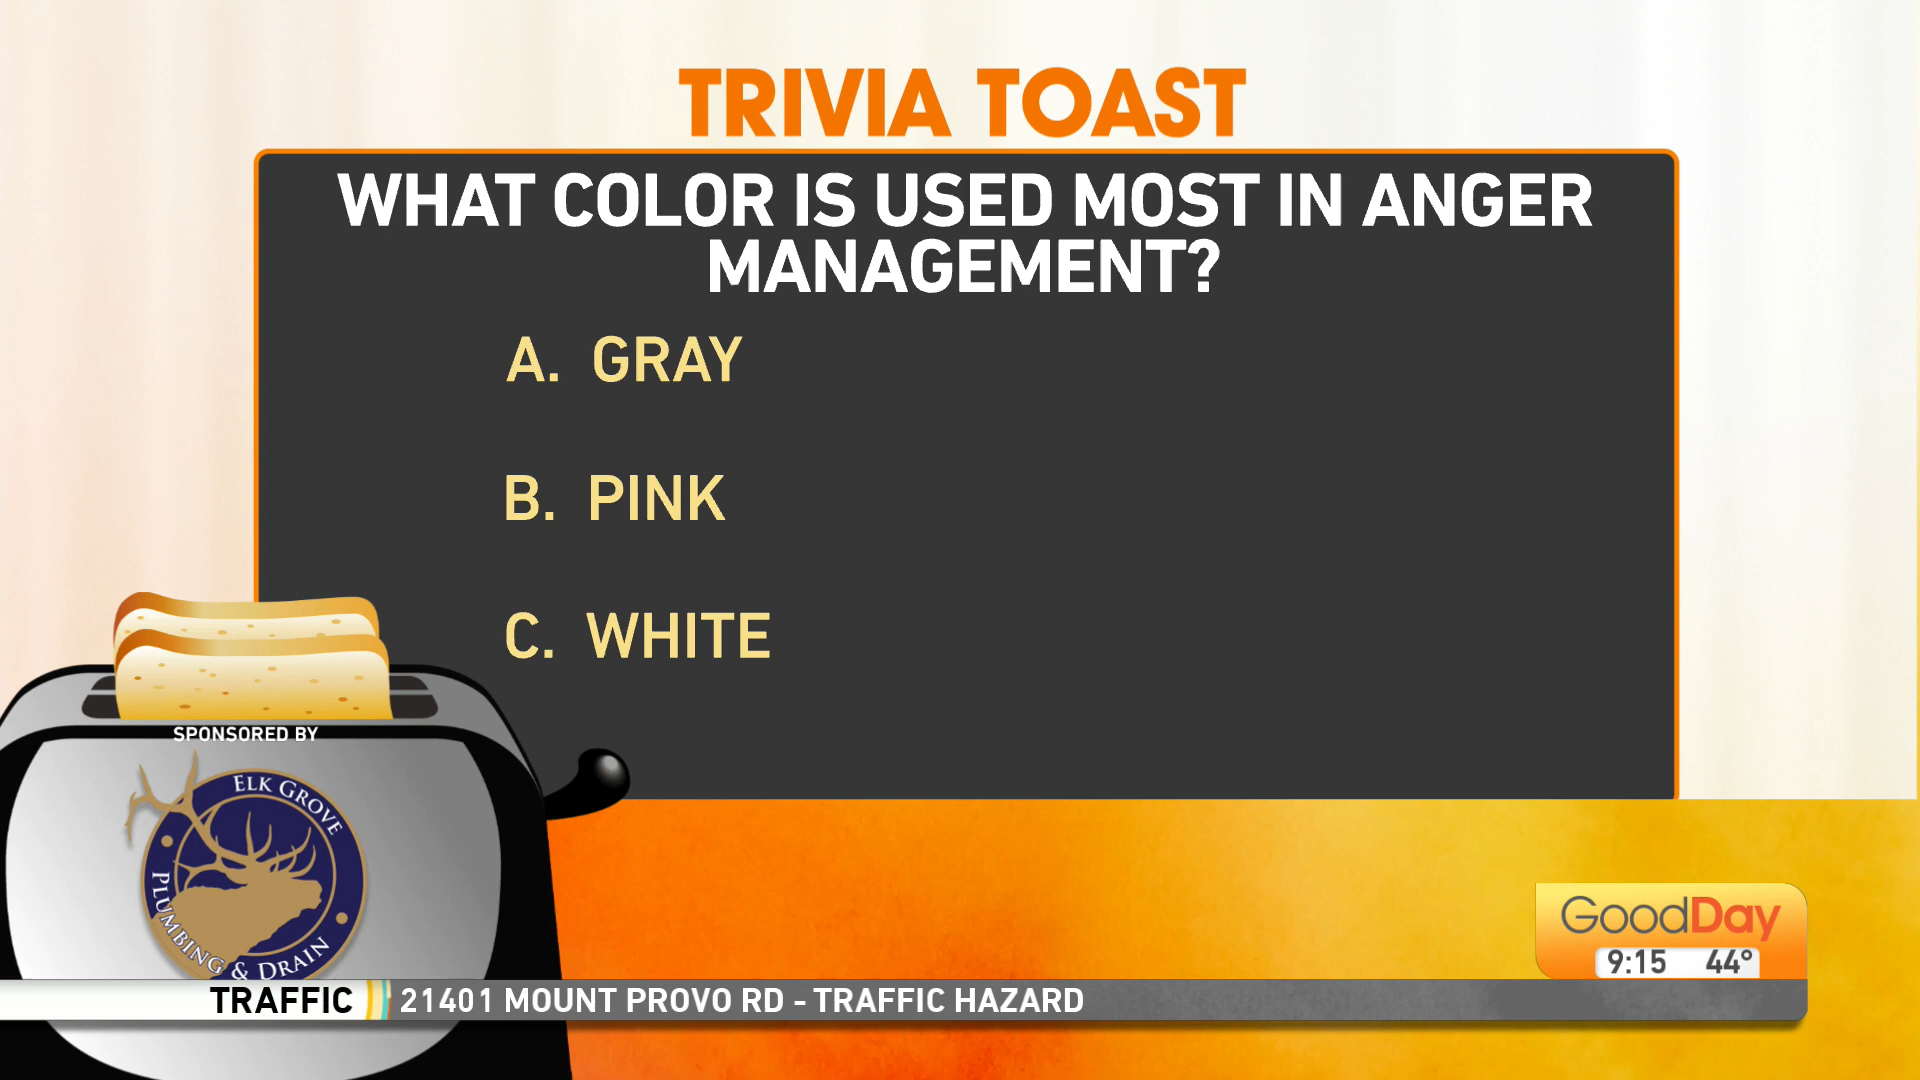 TRIVIA TOAST
WHAT COLOR IS USED MOST IN ANGER
MANAGEMENT?
A. GRAY
B. PINK
C. WHITE
SPONSORED BY
ELK GROVE
PLUMBING & DRAIN
GoodDay
9:15 44°
TRAFFIC 21401 MOUNT PROVO RD - TRAFFIC HAZARD